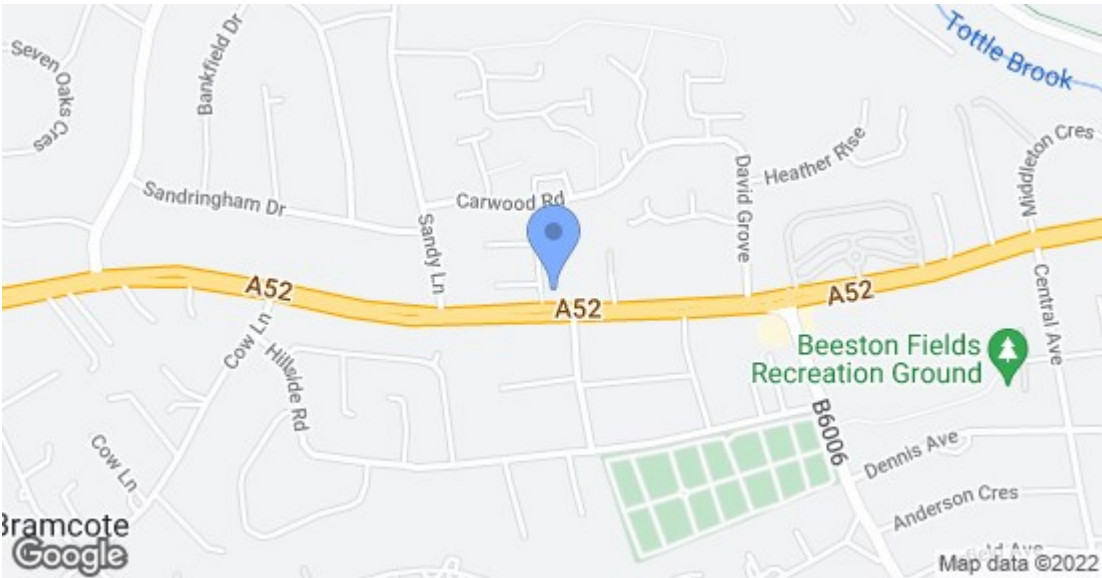 Tottle Brook
Seven Oaks Cres
Bankfield Dr
Middleton Cres
Heather Rise
David Grove
Sandringham Dr
Carwood Rd
Sandy Ln
A52
A52
A52
Central Ave
Cow Ln
Hillside Rd
Beeston Fields
Recreation Ground
B6006
Cow Ln
Dennis Ave
Anderson Cres
Bramcote
Google
Ave
Map data ©2022